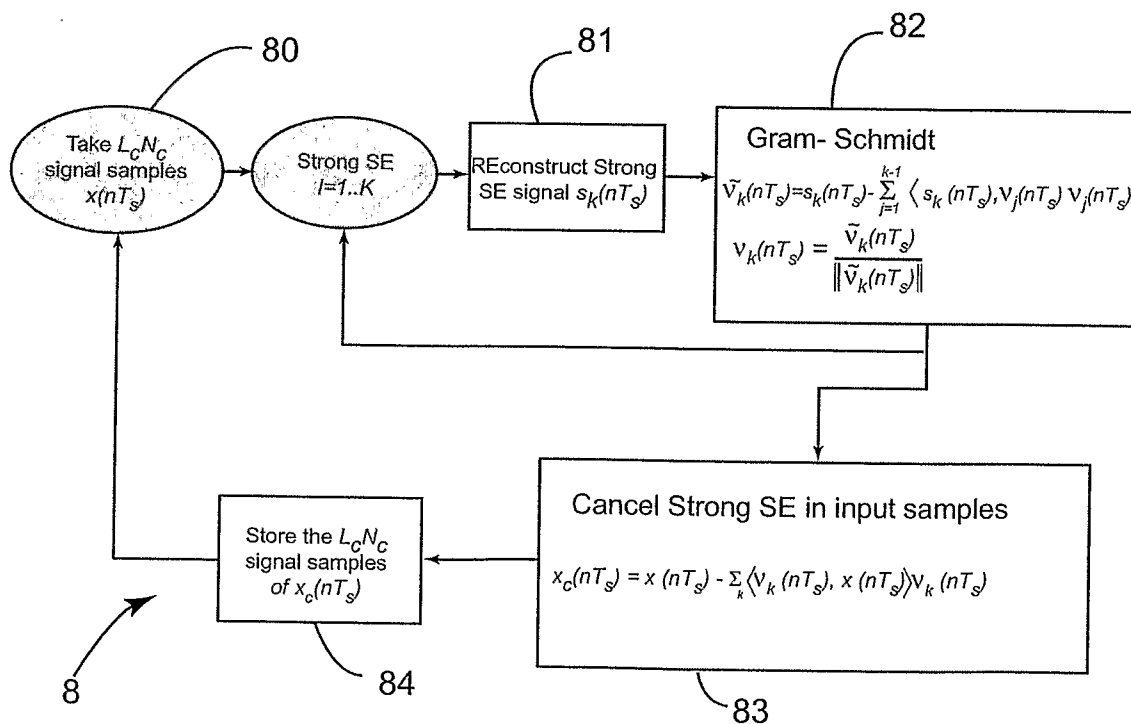 80
81
82
Take L_cN_c
signal samples
x(nT_s)
Strong SE
l=1..K
REconstruct Strong
SE signal s_k(nT_s)
Gram- Schmidt
ṽ_k(nT_s)=s_k(nT_s)-∑_{j=1}^{k-1}⟨s_k(nT_s),v_j(nT_s) v_j(nT_s)
v_k(nT_s) = ṽ_k(nT_s) / ‖ṽ_k(nT_s)‖
Cancel Strong SE in input samples
x_c(nT_s) = x (nT_s) - Σ_k⟨v_k (nT_s), x (nT_s)⟩v_k (nT_s)
Store the L_cN_c
signal samples
of x_c(nT_s)
8
84
83